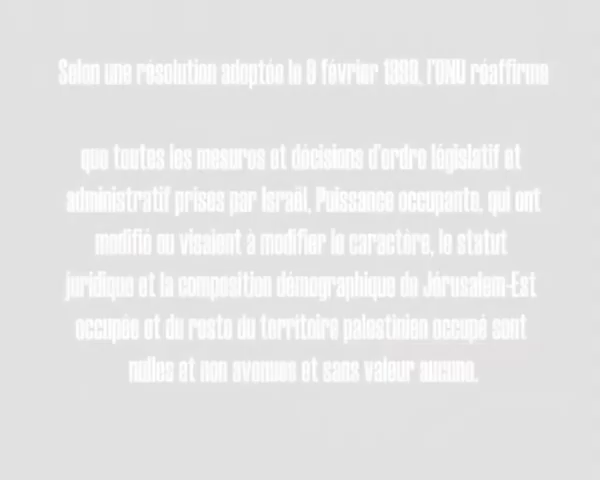 Selon une résolution adoptée le 9 février 1999, l'ONU réaffirme
que toutes les mesures et décisions d'ordre législatif et
administratif prises par Israël, Puissance occupante, qui ont
modifié ou visaient à modifier le caractère, le statut
juridique et la composition démographique de Jérusalem-Est
occupée et du reste du territoire palestinien occupé sont
nulles et non avenues et sans valeur aucune.